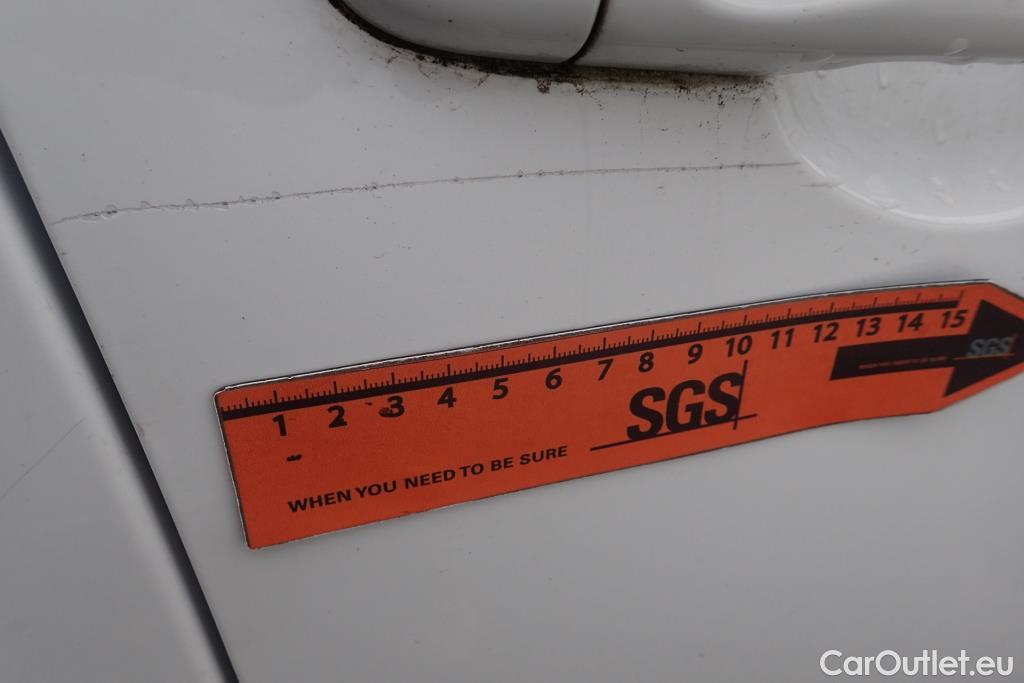 1 2 3 4 5 6 7 8 9 10 11 12 13 14 15
SGS
SGS
WHEN YOU NEED TO BE SURE
CarOutlet.eu